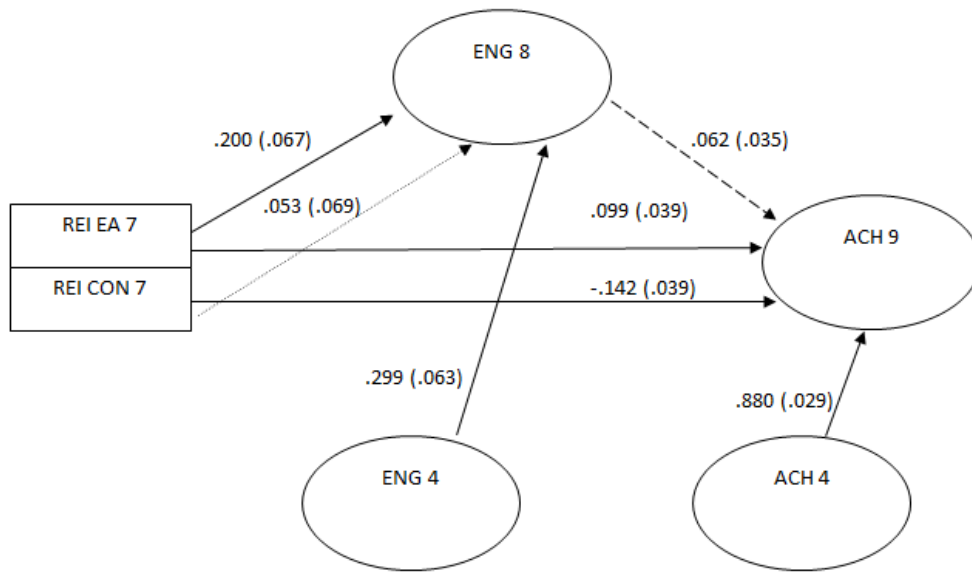 ENG 8
.200 (.067)
.062 (.035)
.053 (.069)
.099 (.039)
REI EA 7
ACH 9
REI CON 7
-.142 (.039)
.299 (.063)
.880 (.029)
ENG 4
ACH 4